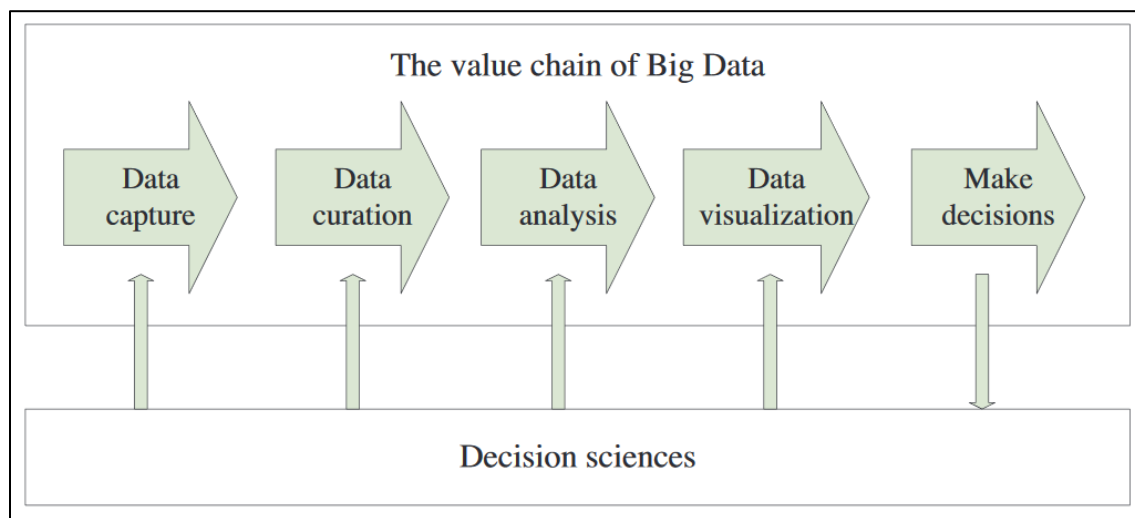 The value chain of Big Data
Data
capture
Data
curation
Data
analysis
Data
visualization
Make
decisions
Decision sciences